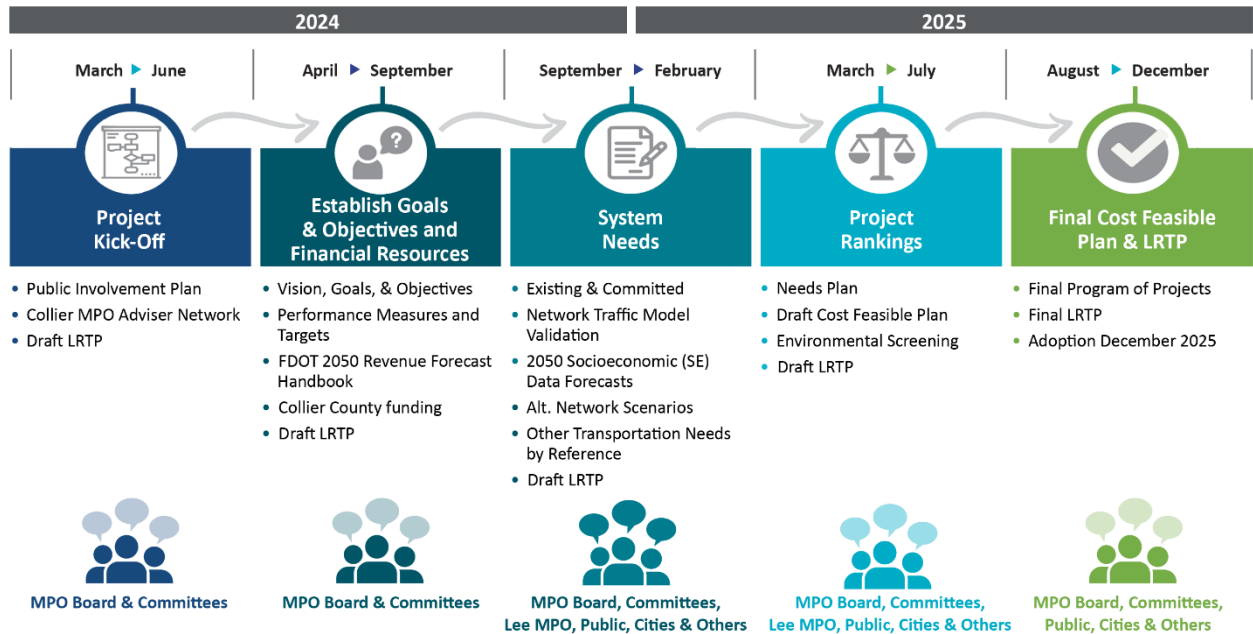 2024
2025
March ▶ June
April ▶ September
September ▶ February
March ▶ July
August ▶ December
?
Project
Kick-Off
• Public Involvement Plan
• Collier MPO Adviser Network
• Draft LRTP
MPO Board & Committees
Establish Goals
& Objectives and
Financial Resources
• Vision, Goals, & Objectives
• Performance Measures and
Targets
• FDOT 2050 Revenue Forecast
Handbook
• Collier County funding
• Draft LRTP
MPO Board & Committees
System
Needs
• Existing & Committed
• Network Traffic Model
Validation
• 2050 Socioeconomic (SE)
Data Forecasts
• Alt. Network Scenarios
• Other Transportation Needs
by Reference
• Draft LRTP
MPO Board, Committees,
Lee MPO, Public, Cities & Others
Project
Rankings
• Needs Plan
• Draft Cost Feasible Plan
• Environmental Screening
• Draft LRTP
MPO Board, Committees,
Lee MPO, Public, Cities & Others
Final Cost Feasible
Plan & LRTP
• Final Program of Projects
• Final LRTP
• Adoption December 2025
MPO Board, Committees,
Public, Cities & Others